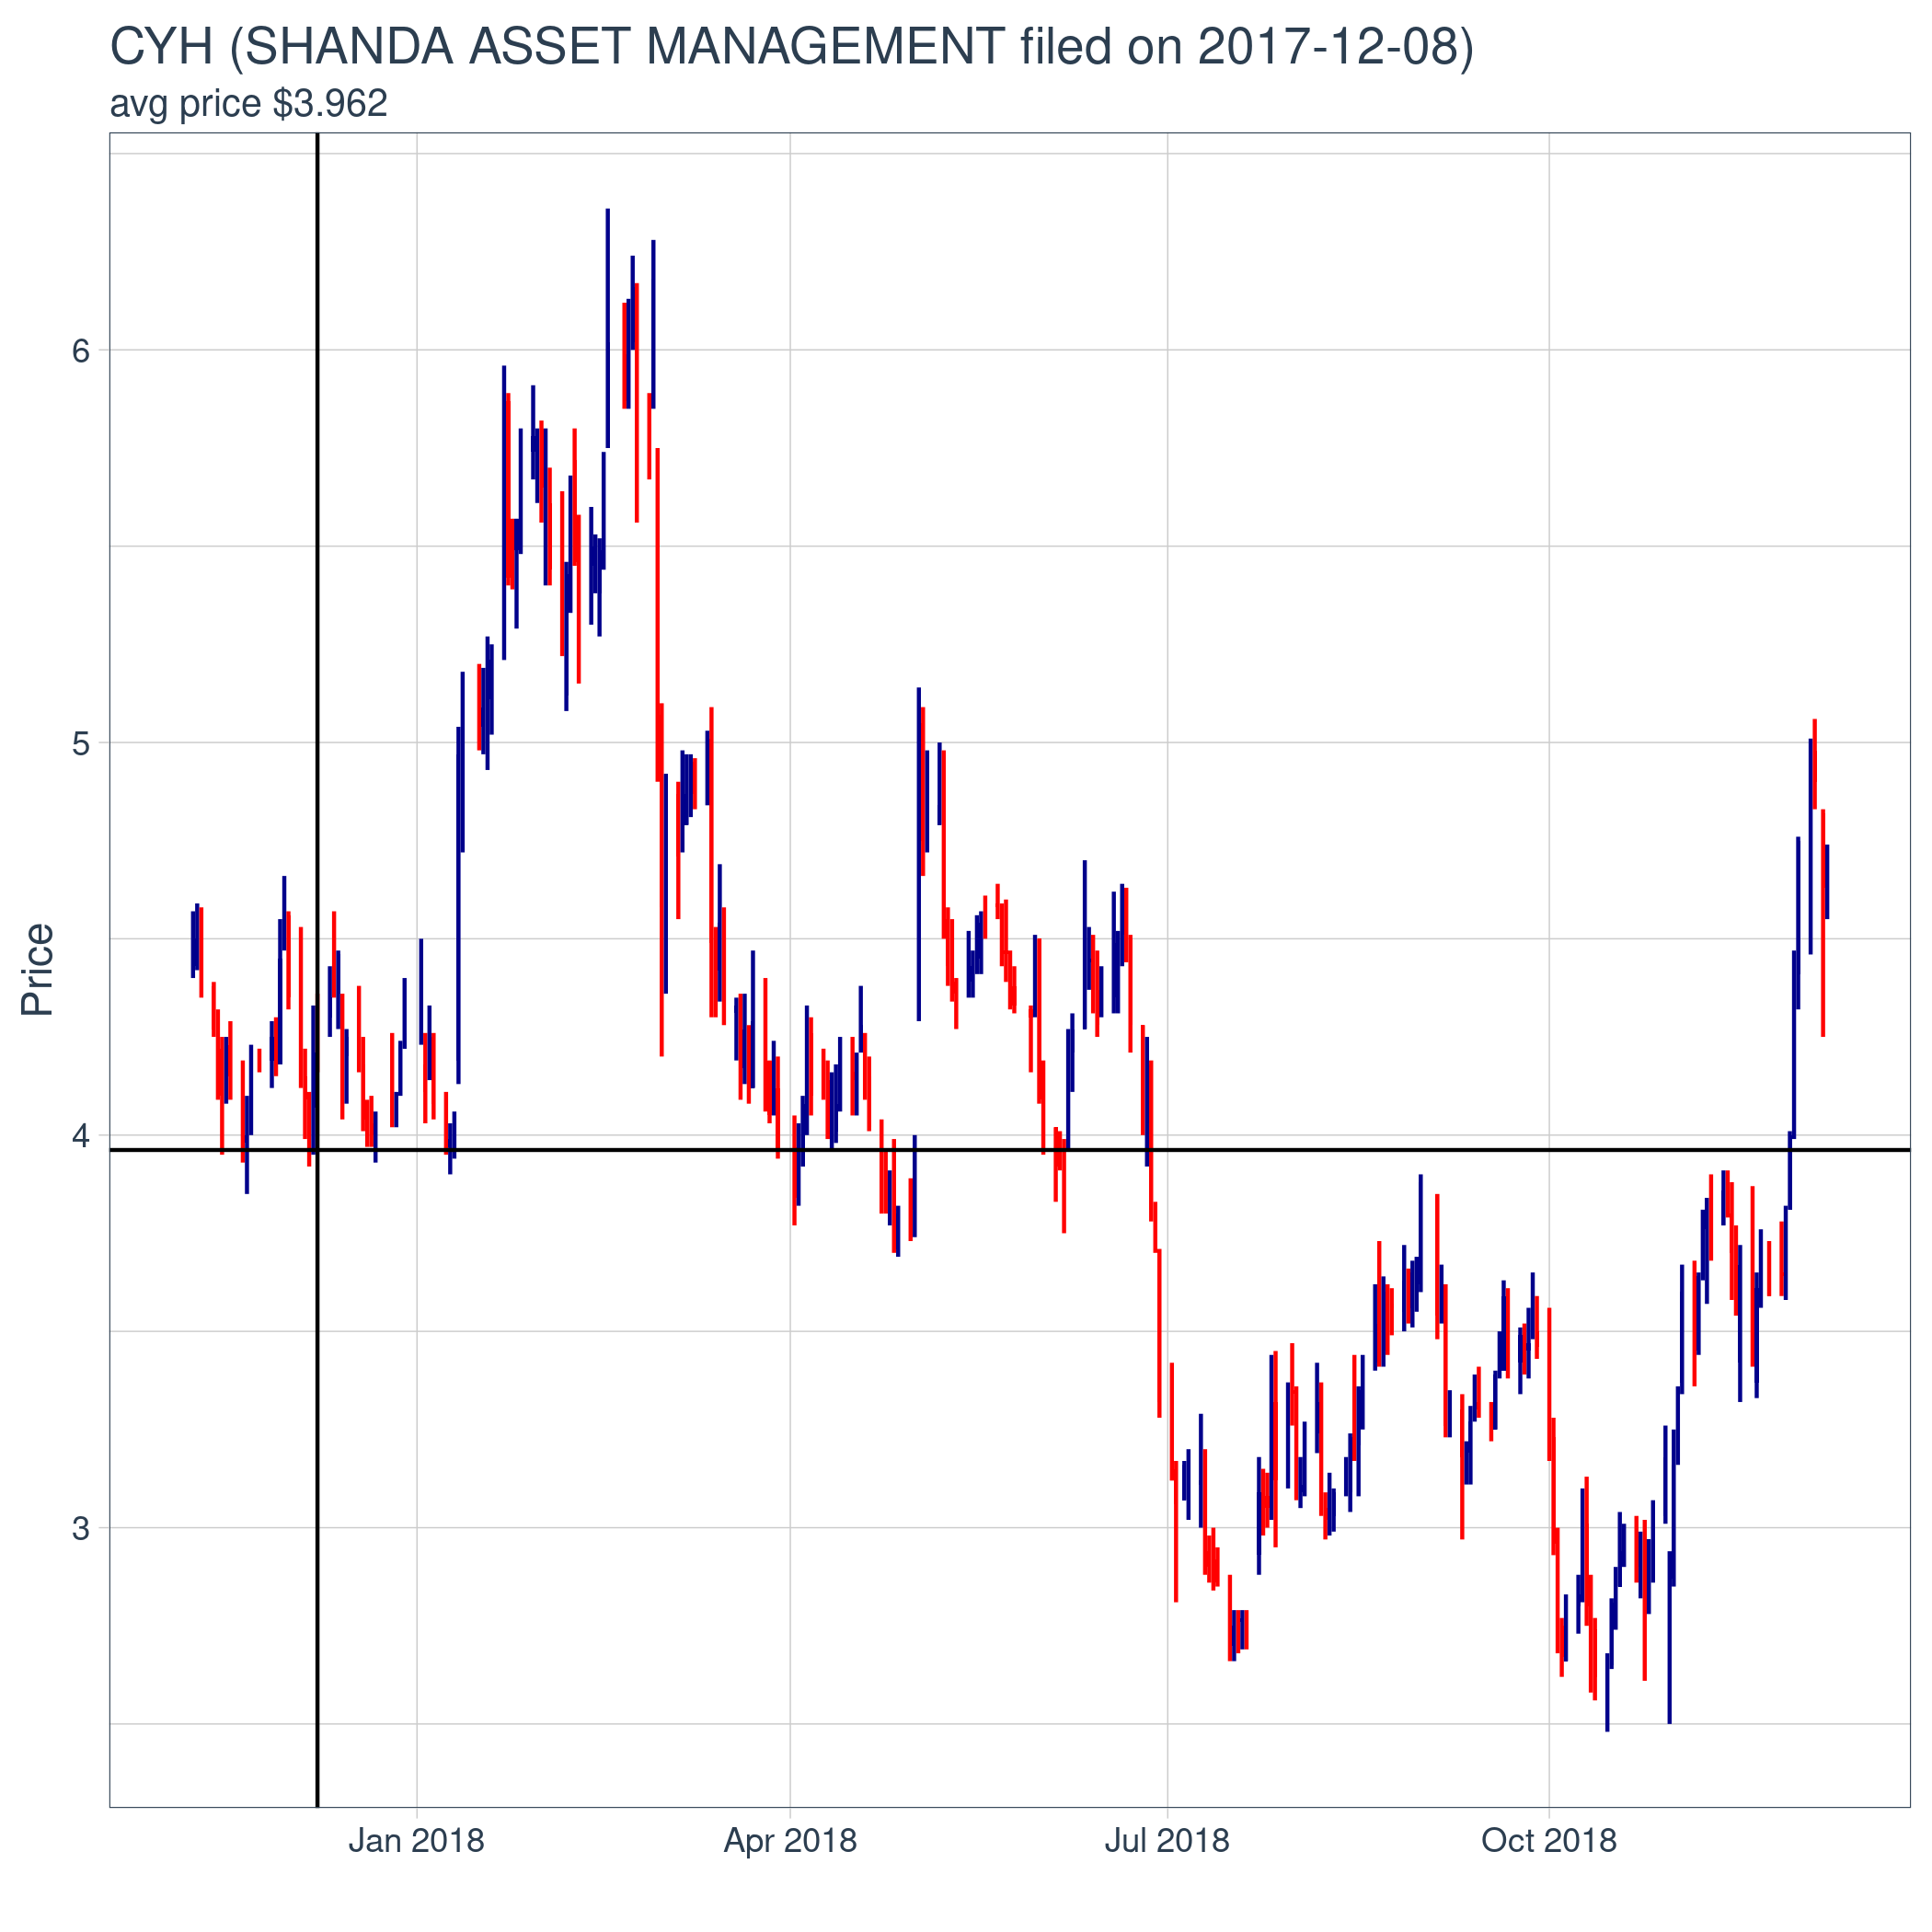 CYH (SHANDA ASSET MANAGEMENT filed on 2017-12-08)
avg price $3.962
6
5
4
3
Price
Jan 2018
Apr 2018
Jul 2018
Oct 2018